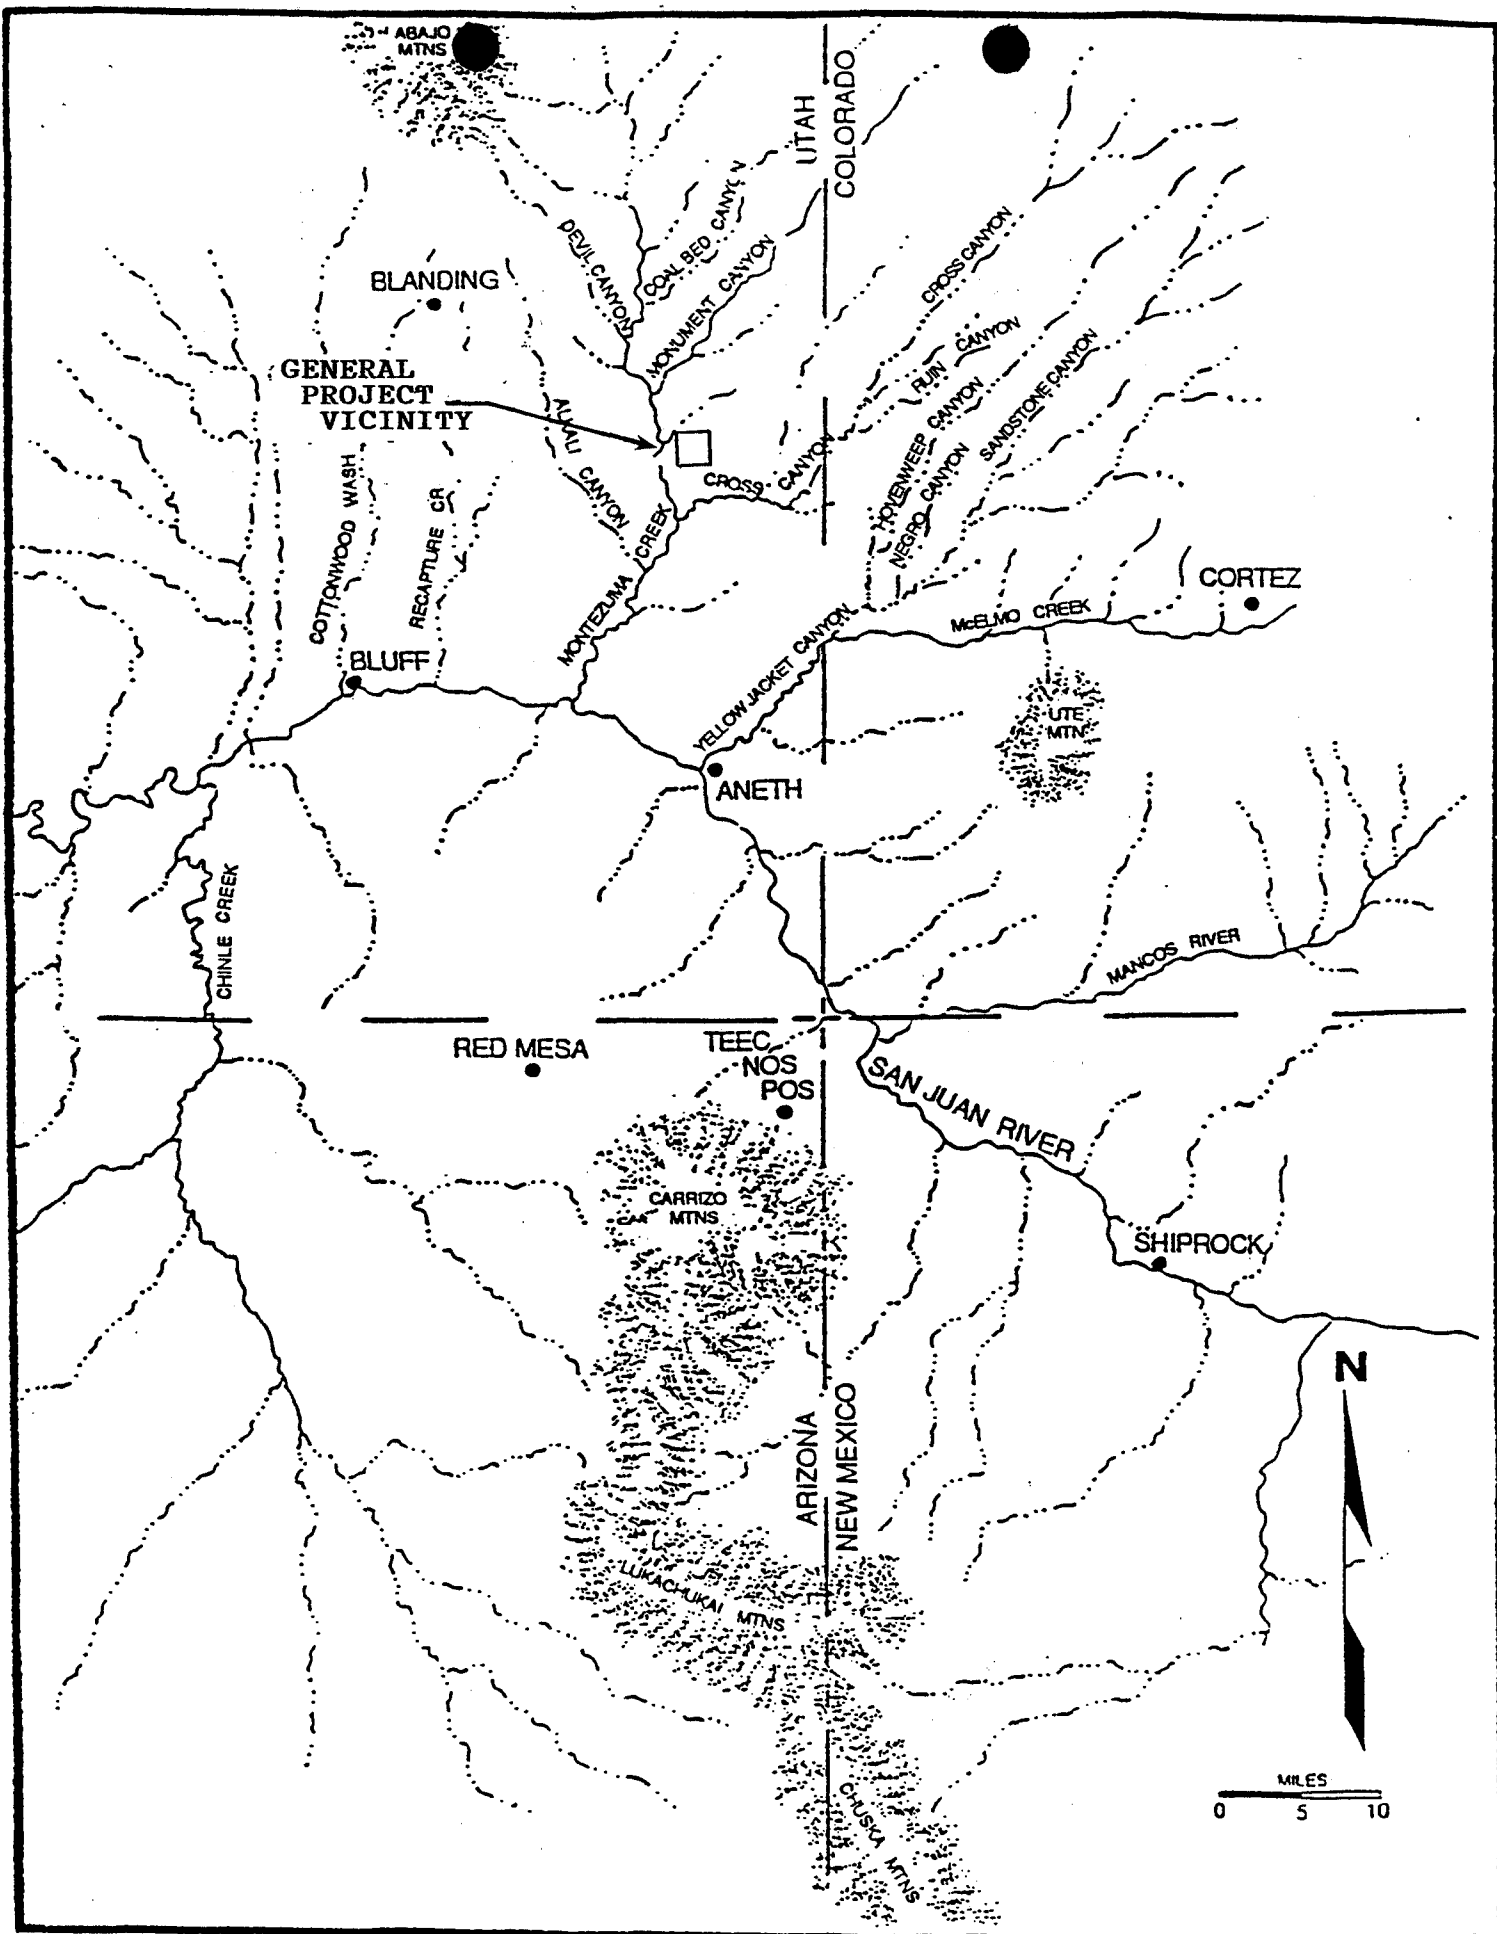 ABAJO
MTNS
UTAH
COLORADO
DEVIL CANYON
COAL BED CANYON
MONUMENT CANYON
CROSS CANYON
BLANDING
GENERAL
PROJECT
VICINITY
RUIN CANYON
HOVENWEEP CANYON
NEGRO CANYON
SANDSTONE CANYON
ALKALI CANYON
CROSS CANYON
COTTONWOOD WASH
RECAPTURE CR
MONTEZUMA CREEK
CORTEZ
McELMO CREEK
BLUFF
YELLOW JACKET CANYON
UTE
MTN
ANETH
CHINLE CREEK
MANCOS RIVER
RED MESA
TEEC
NOS
POS
SAN JUAN RIVER
CARRIZO
MTNS
SHIPROCK
N
ARIZONA
NEW MEXICO
LUKACHUKAI MTNS
CHUSKA MTNS
MILES
0 5 10